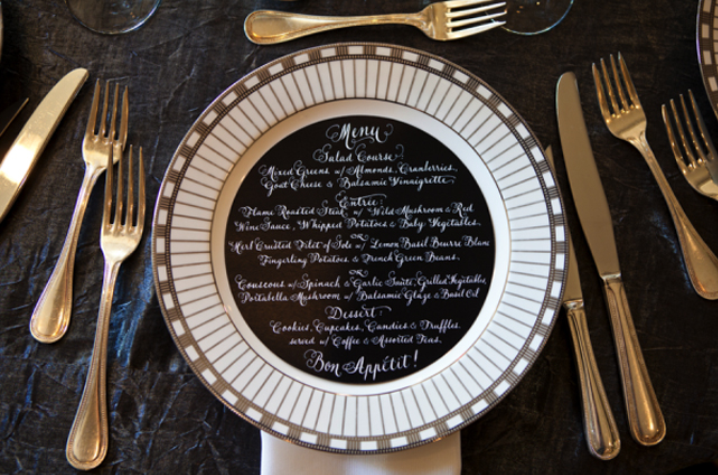 Menu
Salad Course
Mixed Greens w/ Almonds, Cranberries,
Goat Cheese & Balsamic Vinaigrette
Entrée
Flame Roasted Steak w/ Wild Mushroom & Red
Wine Sauce, Whipped Potatoes & Baby Vegetables.
or
Herb Crusted Filet of Sole w/ Lemon Basil Beurre Blanc
Fingerling Potatoes & French Green Beans.
or
Couscous w/ Spinach & Garlic Sauté, Grilled Vegetable
Portabella Mushroom w/ Balsamic Glaze & Basil Oil
Dessert
Cookies, Cupcakes, Candies & Truffles.
served w/ Coffee & Assorted Teas.
Bon Appétit!